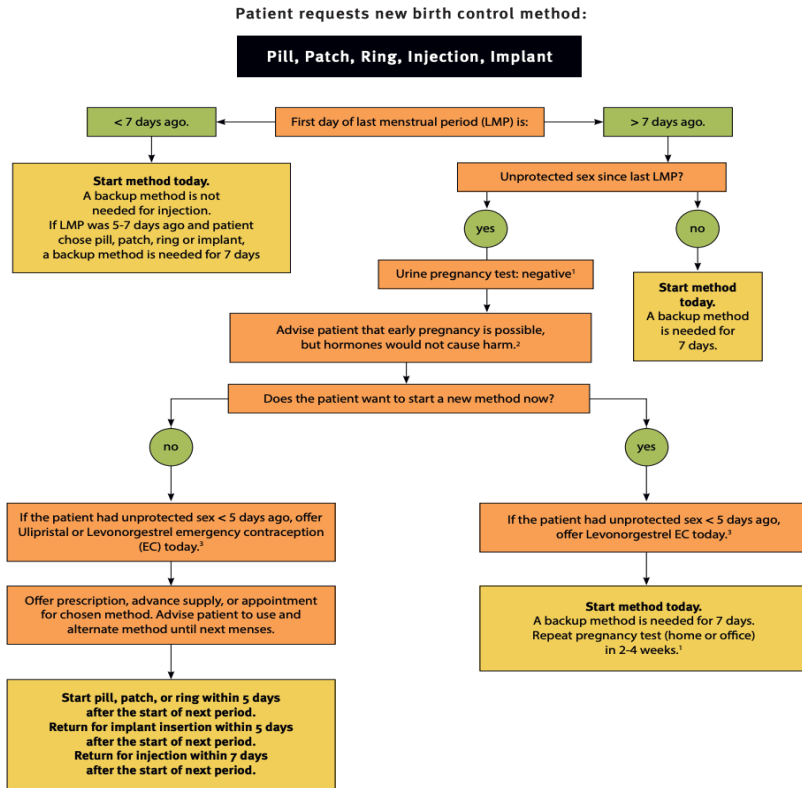 Patient requests new birth control method:
Pill, Patch, Ring, Injection, Implant
< 7 days ago.
First day of last menstrual period (LMP) is:
> 7 days ago.
Start method today.
A backup method is not
needed for injection.
If LMP was 5-7 days ago and patient
chose pill, patch, ring or implant,
a backup method is needed for 7 days
Unprotected sex since last LMP?
yes
no
Urine pregnancy test: negative¹
Start method
today.
A backup method
is needed for
7 days.
Advise patient that early pregnancy is possible,
but hormones would not cause harm.²
Does the patient want to start a new method now?
no
yes
If the patient had unprotected sex < 5 days ago, offer
Ulipristal or Levonorgestrel emergency contraception
(EC) today.³
If the patient had unprotected sex < 5 days ago,
offer Levonorgestrel EC today.³
Offer prescription, advance supply, or appointment
for chosen method. Advise patient to use and
alternate method until next menses.
Start method today.
A backup method is needed for 7 days.
Repeat pregnancy test (home or office)
in 2-4 weeks.¹
Start pill, patch, or ring within 5 days
after the start of next period.
Return for implant insertion within 5 days
after the start of next period.
Return for injection within 7 days
after the start of next period.